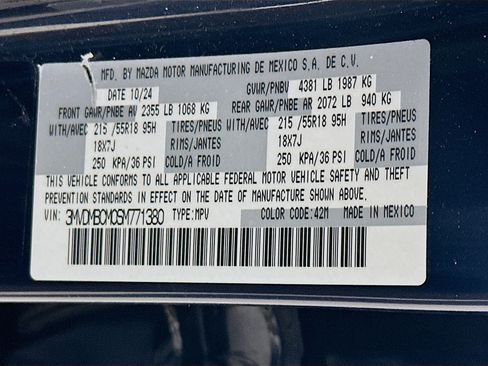 MFD. BY MAZDA MOTOR MANUFACTURING DE MEXICO S.A. DE C.V.
DATE 10/24 GVWR/PNBV 4381 LB 1987 KG
FRONT GAWR/PNBE AV 2355 LB 1068 KG REAR GAWR/PNBE AR 2072 LB 940 KG
WITH/AVEC 215 /55R18 95H TIRES/PNEUS WITH/AVEC 215 /55R18 95H TIRES/PNEUS
18X7J RIMS/JANTES 18X7J RIMS/JANTES
250 KPA/36 PSI COLD/A FROID 250 KPA/36 PSI COLD/A FROID
THIS VEHICLE CONFORMS TO ALL APPLICABLE FEDERAL MOTOR VEHICLE SAFETY AND THEFT
PREVENTION STANDARDS IN EFFECT ON THE DATE OF MANUFACTURE SHOWN ABOVE.
VIN: 3MVDMBCM0SM771380 TYPE: MPV COLOR CODE: 42M MADE IN MEXICO